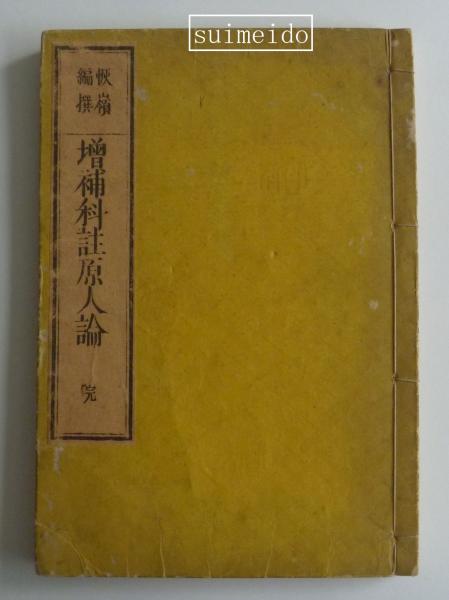 suimeido
恢嶺
編撰
增補科註原人論
完